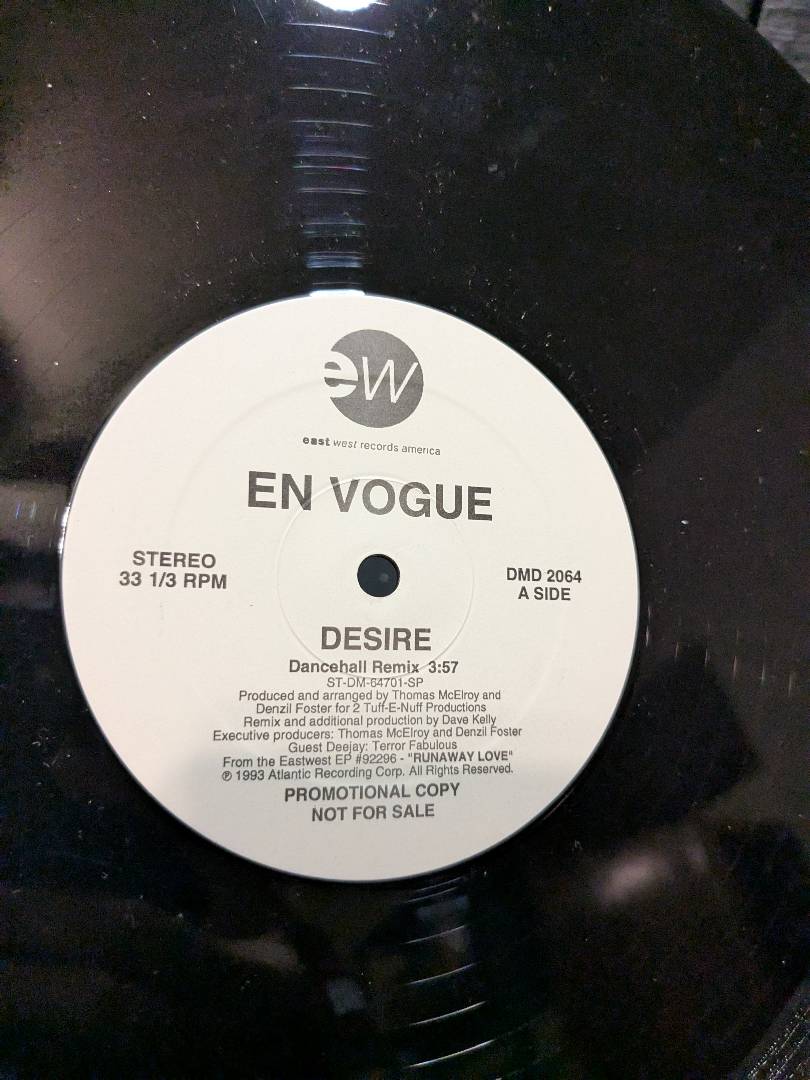 ew
east west records america
EN VOGUE
STEREO
33 1/3 RPM
DMD 2064
A SIDE
DESIRE
Dancehall Remix 3:57
ST-DM-64701-SP
Produced and arranged by Thomas McElroy and
Denzil Foster for 2 Tuff-E-Nuff Productions
Remix and additional production by Dave Kelly
Executive producers: Thomas McElroy and Denzil Foster
Guest Deejay: Terror Fabulous
From the Eastwest EP #92296 - "RUNAWAY LOVE"
℗ 1993 Atlantic Recording Corp. All Rights Reserved.
PROMOTIONAL COPY
NOT FOR SALE